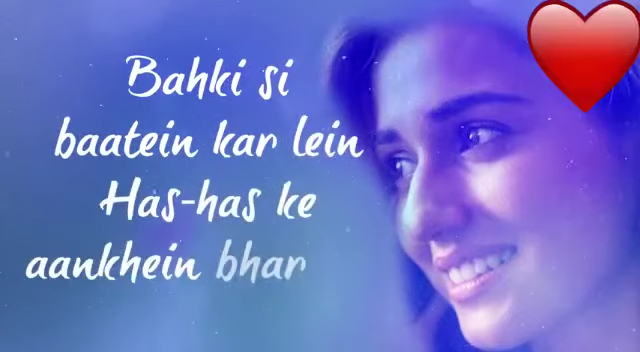 Bahki si
baatein kar lein
Has-has ke
aankhein bhar